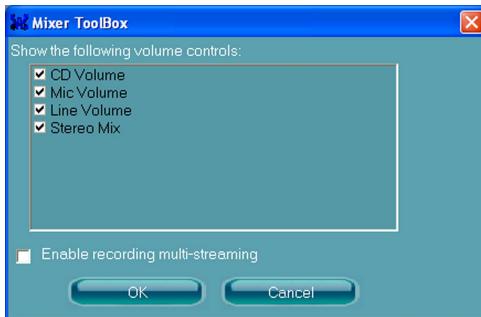 Mixer ToolBox
Show the following volume controls:
CD Volume
Mic Volume
Line Volume
Stereo Mix
Enable recording multi-streaming
OK
Cancel